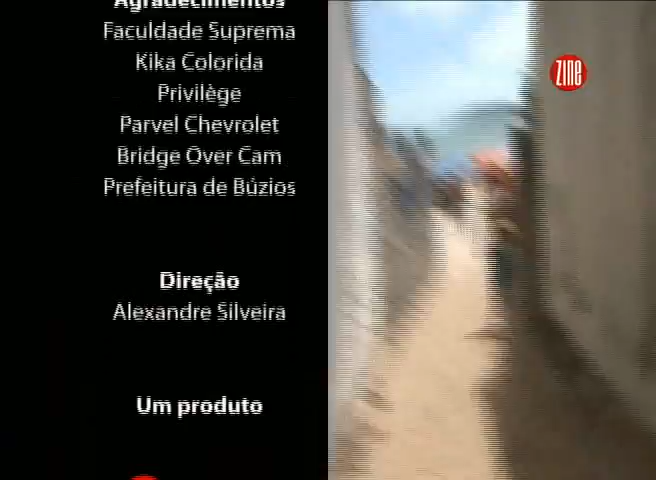 Agradecimentos
Faculdade Suprema
Kika Colorida
Privilège
Parvel Chevrolet
Bridge Over Cam
Prefeitura de Búzios
Direção
Alexandre Silveira
Um produto
ZINE